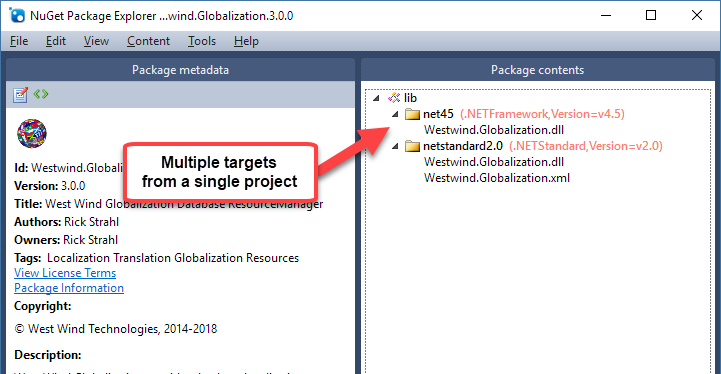 NuGet Package Explorer ...wind.Globalization.3.0.0
File Edit View Content Tools Help
Package metadata
Id: Westwind.Globaliz
Version: 3.0.0
Title: West Wind Globalization Database ResourceManager
Authors: Rick Strahl
Owners: Rick Strahl
Tags: Localization Translation Globalization Resources
View License Terms
Package Information
Copyright:
© West Wind Technologies, 2014-2018
Description:
Multiple targets
from a single project
Package contents
lib
net45 (.NETFramework,Version=v4.5)
Westwind.Globalization.dll
netstandard2.0 (.NETStandard,Version=v2.0)
Westwind.Globalization.dll
Westwind.Globalization.xml